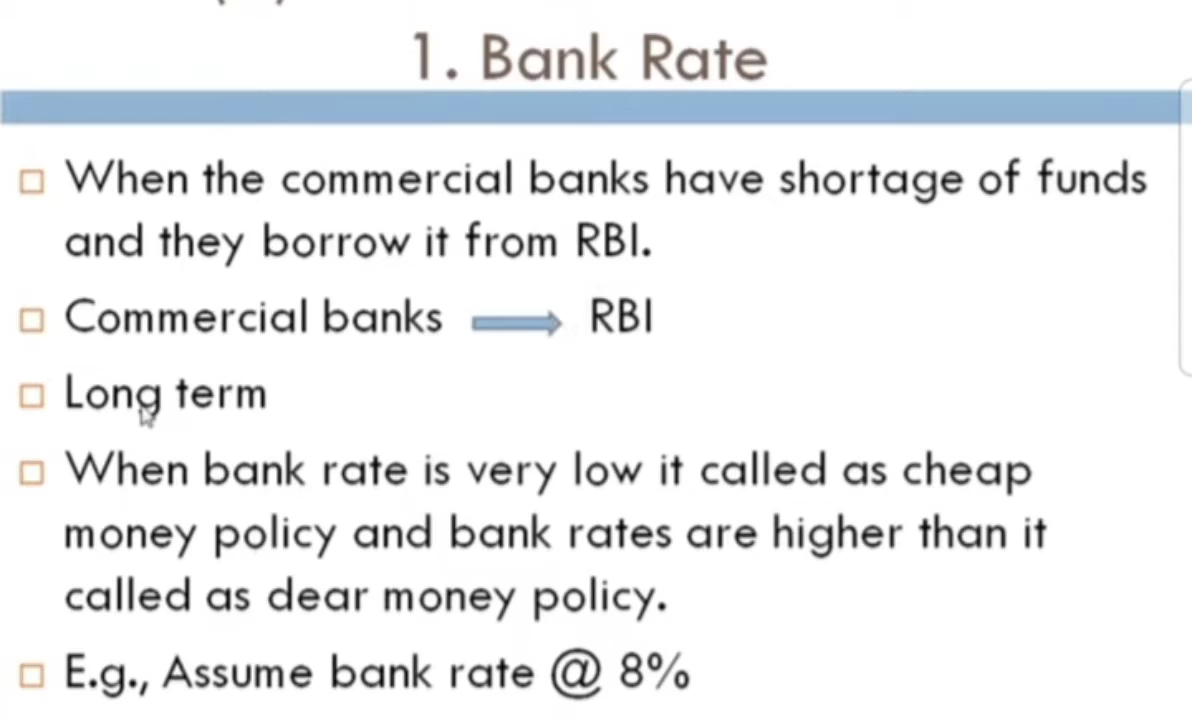 1. Bank Rate
When the commercial banks have shortage of funds
and they borrow it from RBI.
Commercial banks RBI
Long term
When bank rate is very low it called as cheap
money policy and bank rates are higher than it
called as dear money policy.
E.g., Assume bank rate @ 8%